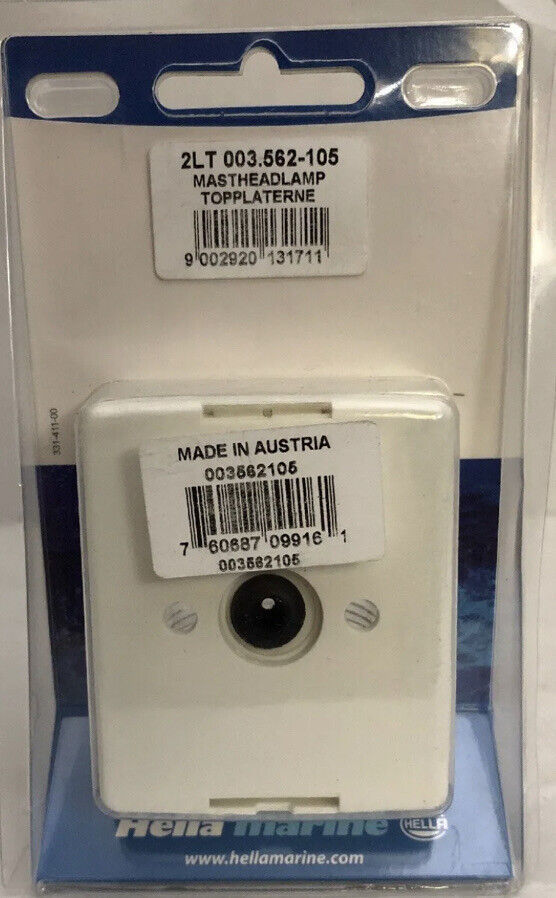 2LT 003.562-105
MASTHEADLAMP
TOPPLATERNE
9 002920 131711
331-411-00
MADE IN AUSTRIA
003562105
7 60687 09916 1
003562105
Hella marine HELLA
www.hellamarine.com